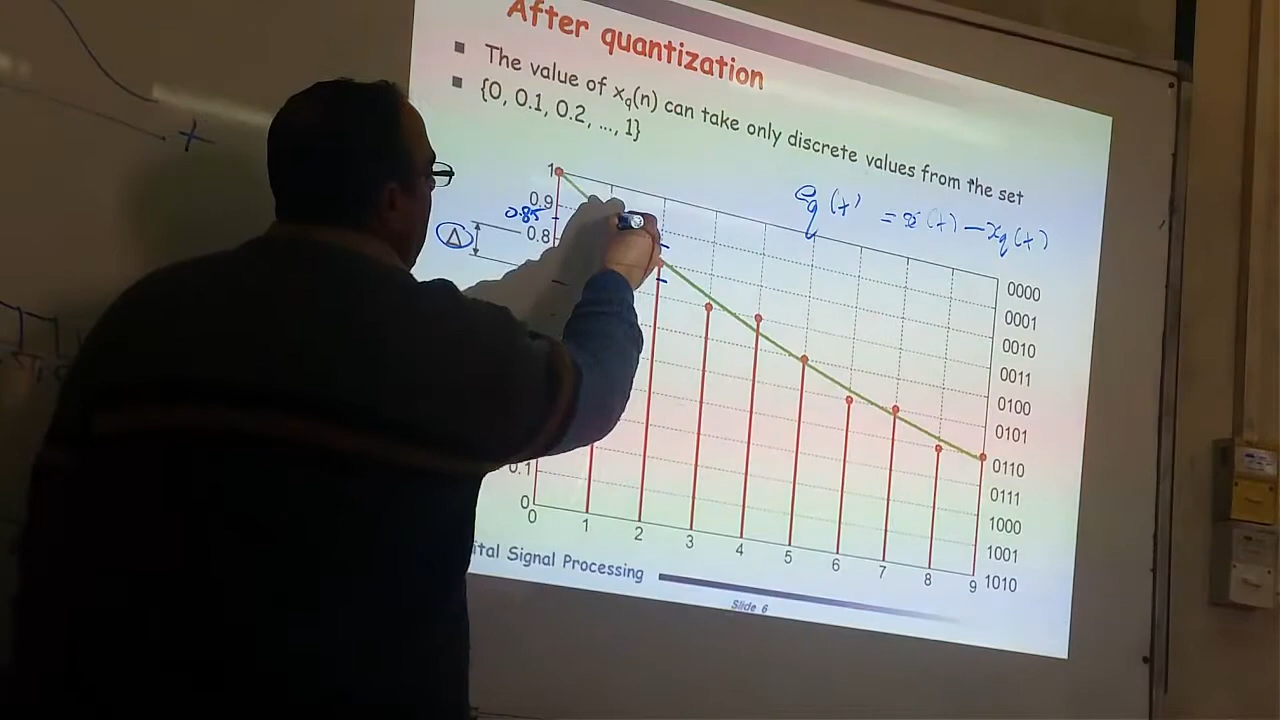 After quantization
The value of xq(n) can take only discrete values from the set
{0, 0.1, 0.2, ..., 1}
eq(t) = x(t) - xq(t)
1
0.9
0.85
0.8
Δ
0.1
0
0 1 2 3 4 5 6 7 8 9
0000
0001
0010
0011
0100
0101
0110
0111
1000
1001
1010
+
ital Signal Processing
Slide 6